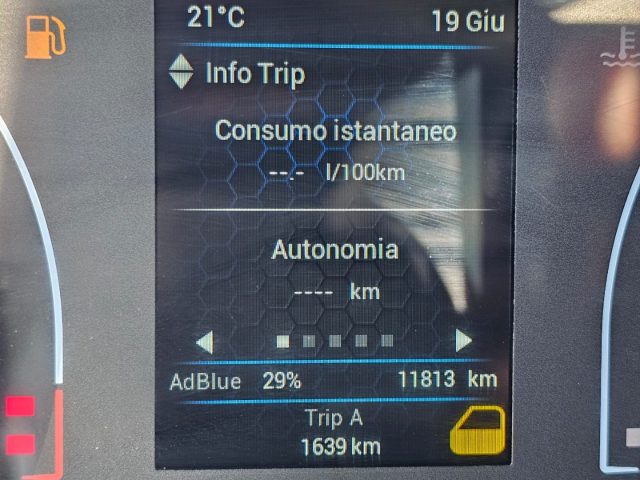 21°C 19 Giu
Info Trip
Consumo istantaneo
--.- l/100km
Autonomia
---- km
AdBlue 29% 11813 km
Trip A
1639 km